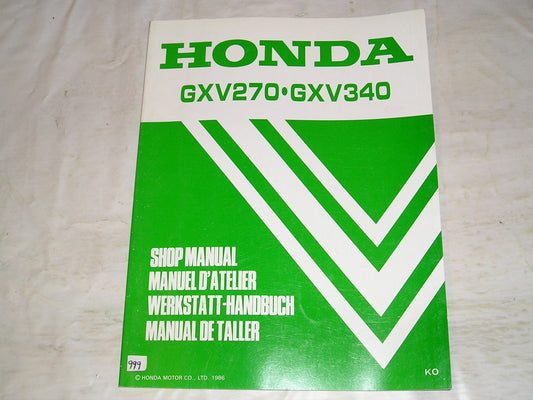 HONDA
GXV270•GXV340
SHOP MANUAL
MANUEL D'ATELIER
WERKSTATT-HANDBUCH
MANUAL DE TALLER
999
© HONDA MOTOR CO., LTD. 1986
KO